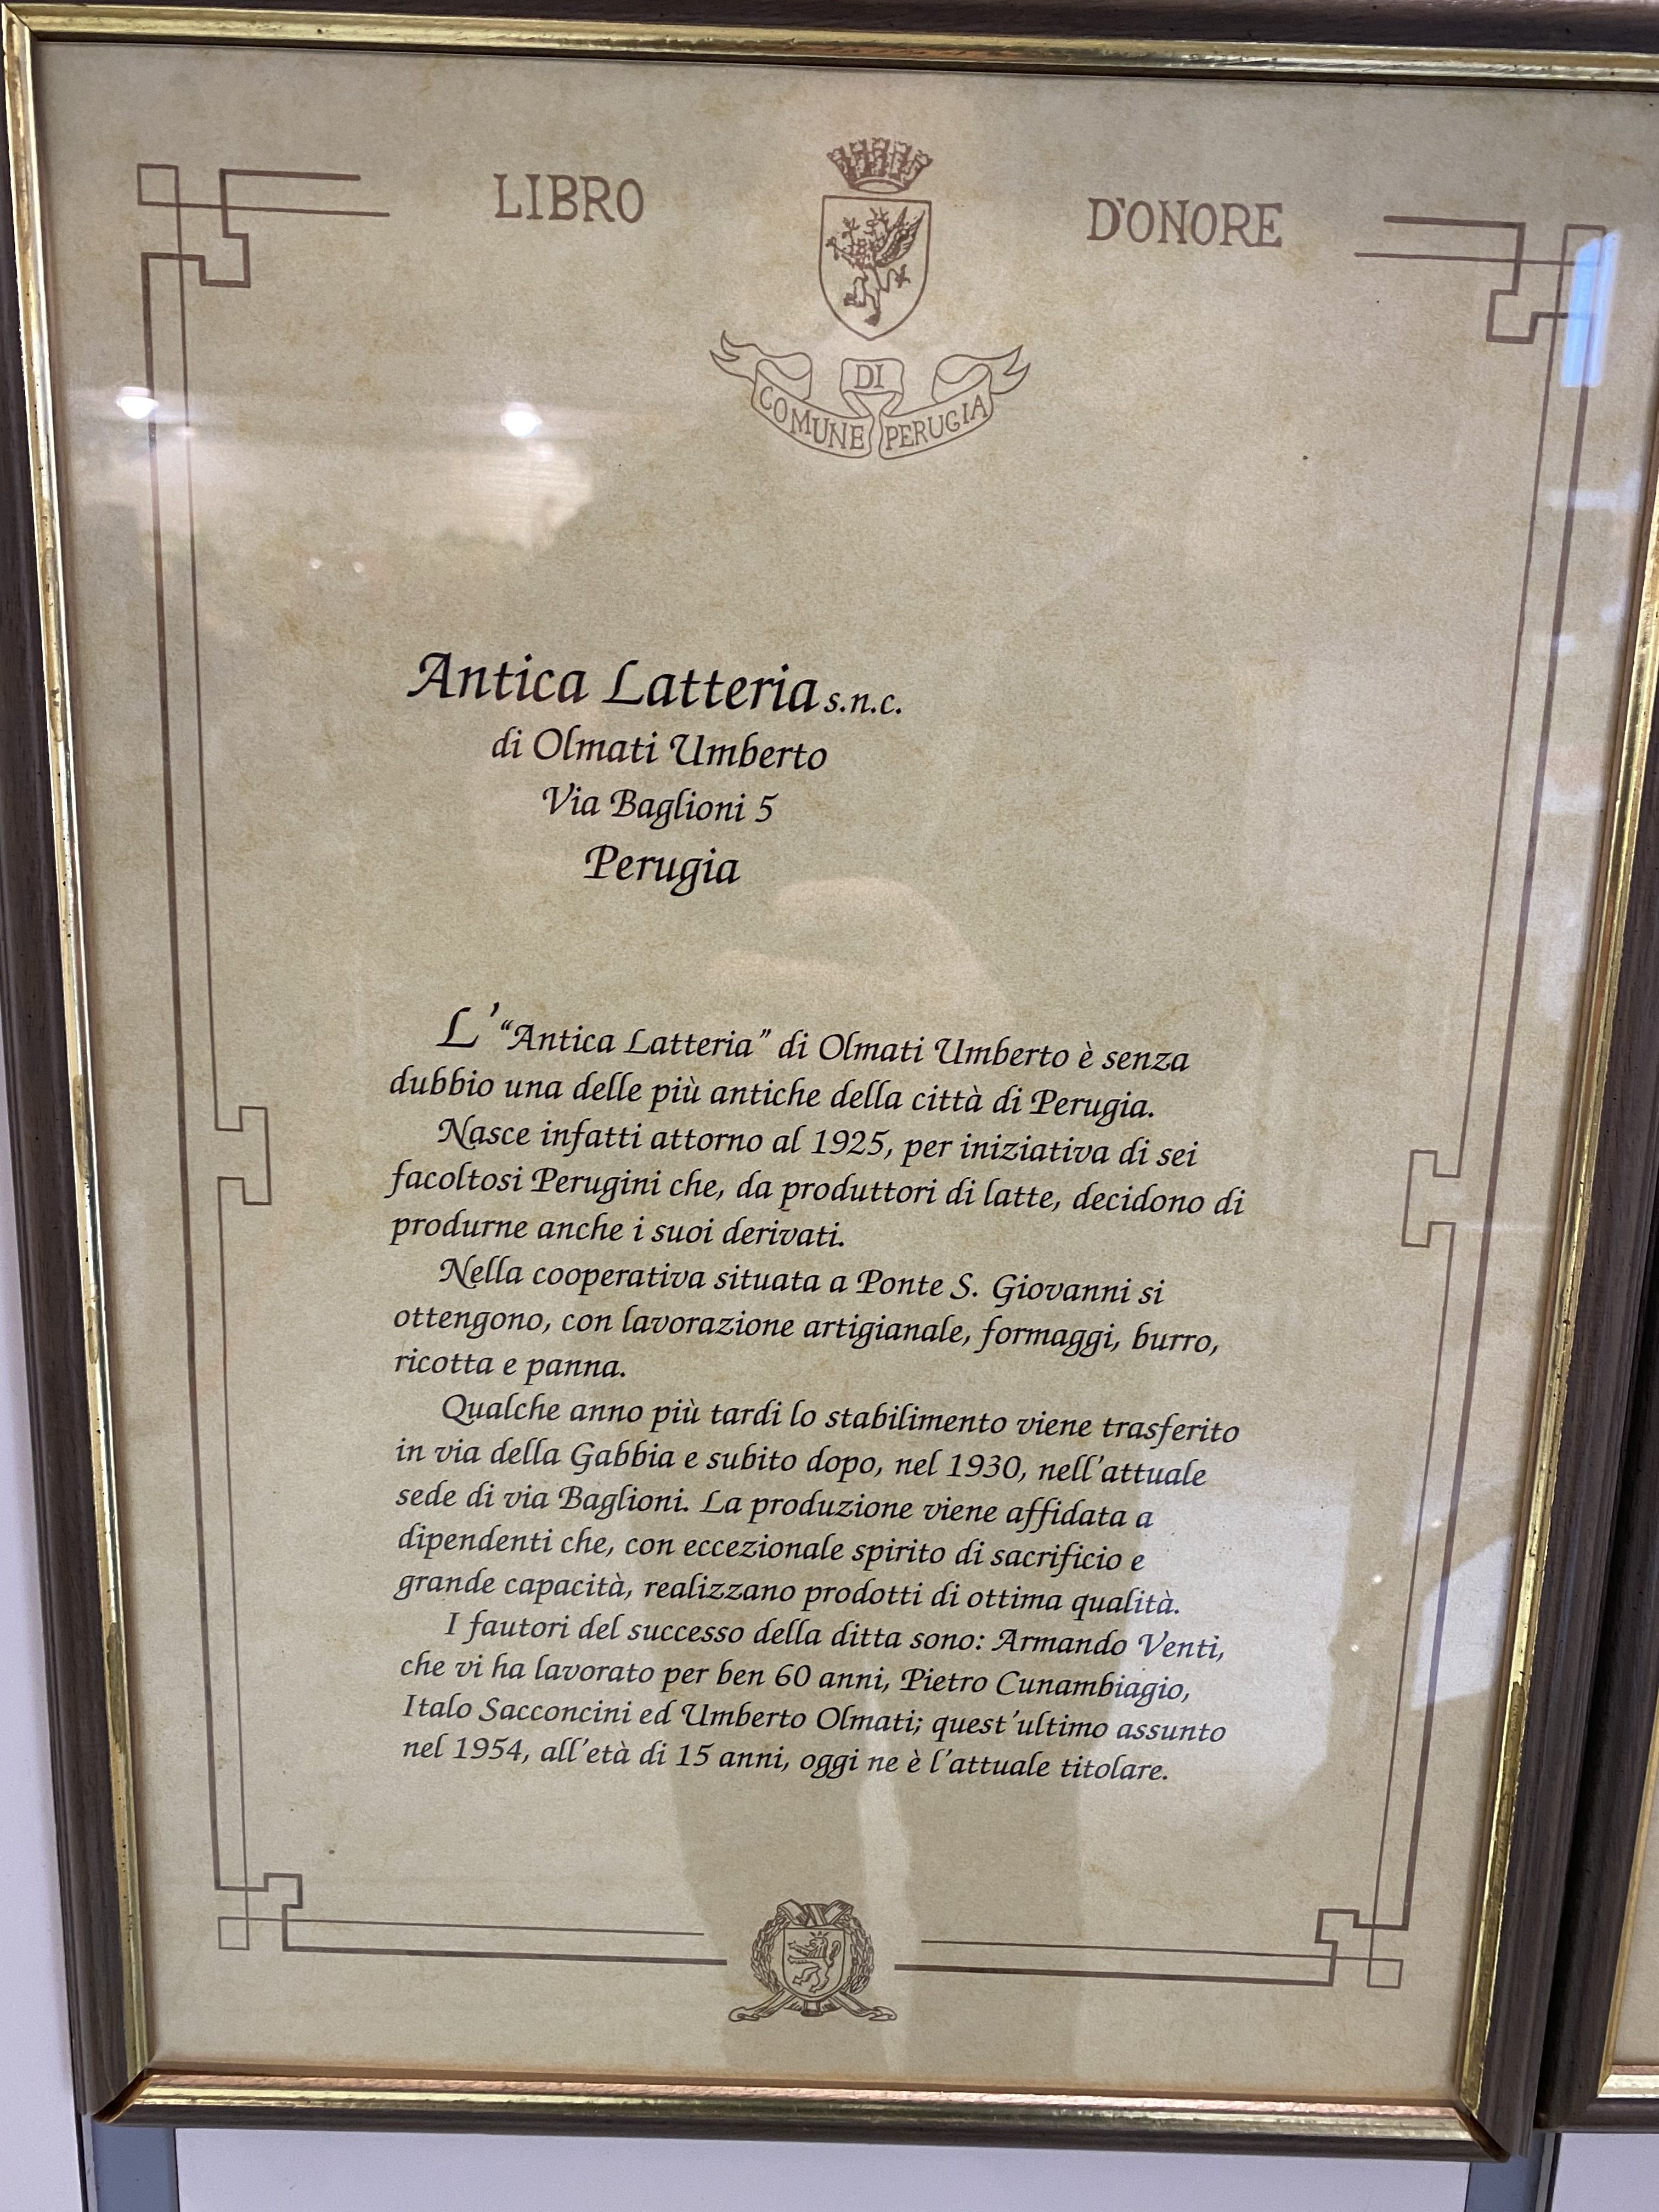 LIBRO D'ONORE
COMUNE DI PERUGIA
Antica Latteria s.n.c.
di Olmati Umberto
Via Baglioni 5
Perugia
L'“Antica Latteria” di Olmati Umberto è senza
dubbio una delle più antiche della città di Perugia.
Nasce infatti attorno al 1925, per iniziativa di sei
facoltosi Perugini che, da produttori di latte, decidono di
produrne anche i suoi derivati.
Nella cooperativa situata a Ponte S. Giovanni si
ottengono, con lavorazione artigianale, formaggi, burro,
ricotta e panna.
Qualche anno più tardi lo stabilimento viene trasferito
in via della Gabbia e subito dopo, nel 1930, nell'attuale
sede di via Baglioni. La produzione viene affidata a
dipendenti che, con eccezionale spirito di sacrificio e
grande capacità, realizzano prodotti di ottima qualità.
I fautori del successo della ditta sono: Armando Venti,
che vi ha lavorato per ben 60 anni, Pietro Cunambiagio,
Italo Sacconcini ed Umberto Olmati; quest'ultimo assunto
nel 1954, all'età di 15 anni, oggi ne è l'attuale titolare.